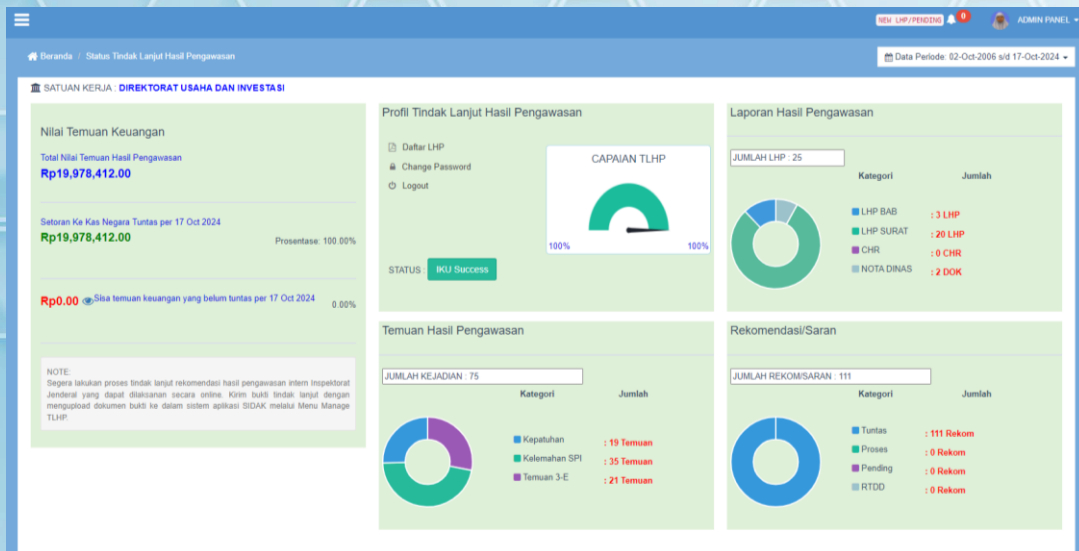 NEW LHP/PENDING 0 ADMIN PANEL
Beranda / Status Tindak Lanjut Hasil Pengawasan
Data Periode: 02-Oct-2006 s/d 17-Oct-2024
SATUAN KERJA : DIREKTORAT USAHA DAN INVESTASI
Nilai Temuan Keuangan
Total Nilai Temuan Hasil Pengawasan
Rp19,978,412.00
Setoran Ke Kas Negara Tuntas per 17 Oct 2024
Rp19,978,412.00
Prosentase: 100.00%
Rp0.00 Sisa temuan keuangan yang belum tuntas per 17 Oct 2024
0.00%
NOTE:
Segera lakukan proses tindak lanjut rekomendasi hasil pengawasan intern Inspektorat
Jenderal yang dapat dilaksanan secara online. Kirim bukti tindak lanjut dengan
mengupload dokumen bukti ke dalam sistem aplikasi SIDAK melalui Menu Manage
TLHP.
Profil Tindak Lanjut Hasil Pengawasan
Daftar LHP
Change Password
Logout
CAPAIAN TLHP
100% 100%
STATUS : IKU Success
Laporan Hasil Pengawasan
JUMLAH LHP : 25
Kategori Jumlah
LHP BAB : 3 LHP
LHP SURAT : 20 LHP
CHR : 0 CHR
NOTA DINAS : 2 DOK
Temuan Hasil Pengawasan
JUMLAH KEJADIAN : 75
Kategori Jumlah
Kepatuhan : 19 Temuan
Kelemahan SPI : 35 Temuan
Temuan 3-E : 21 Temuan
Rekomendasi/Saran
JUMLAH REKOM/SARAN : 111
Kategori Jumlah
Tuntas : 111 Rekom
Proses : 0 Rekom
Pending : 0 Rekom
RTDD : 0 Rekom